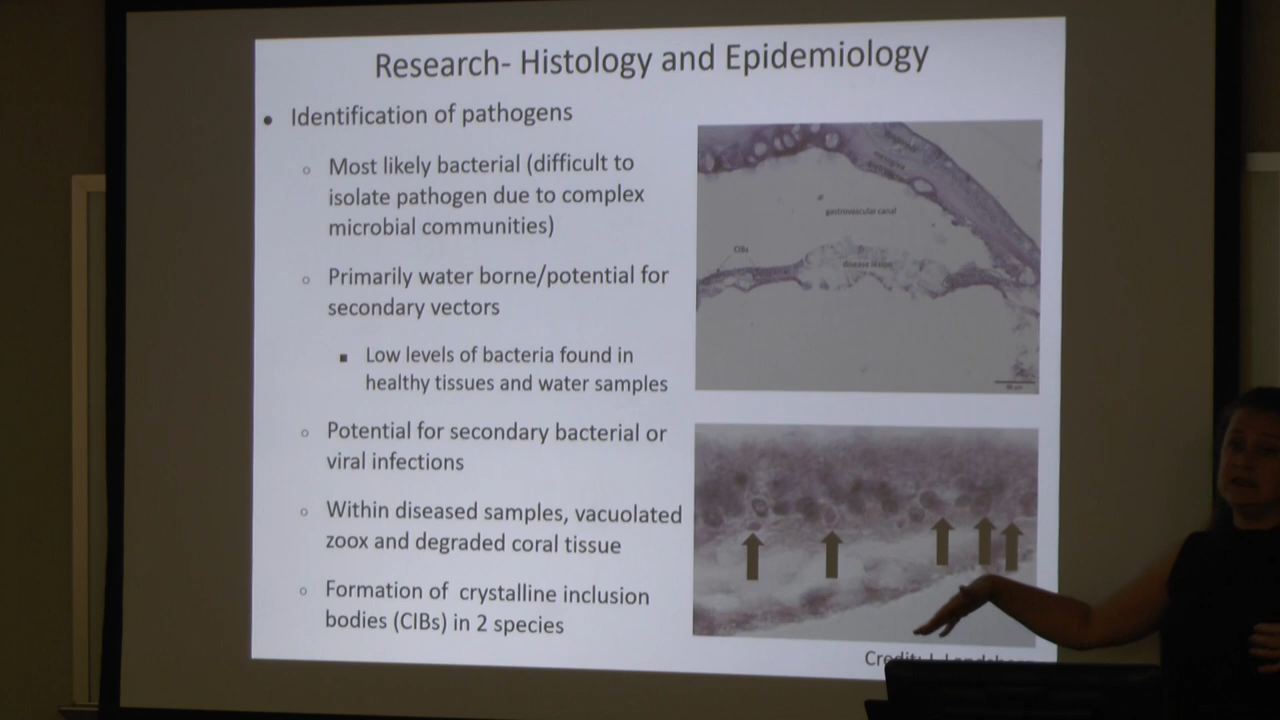 Research- Histology and Epidemiology
• Identification of pathogens
○ Most likely bacterial (difficult to
isolate pathogen due to complex
microbial communities)
○ Primarily water borne/potential for
secondary vectors
■ Low levels of bacteria found in
healthy tissues and water samples
○ Potential for secondary bacterial or
viral infections
○ Within diseased samples, vacuolated
zoox and degraded coral tissue
○ Formation of crystalline inclusion
bodies (CIBs) in 2 species
gastrovascular canal
CIBs
disease lesion